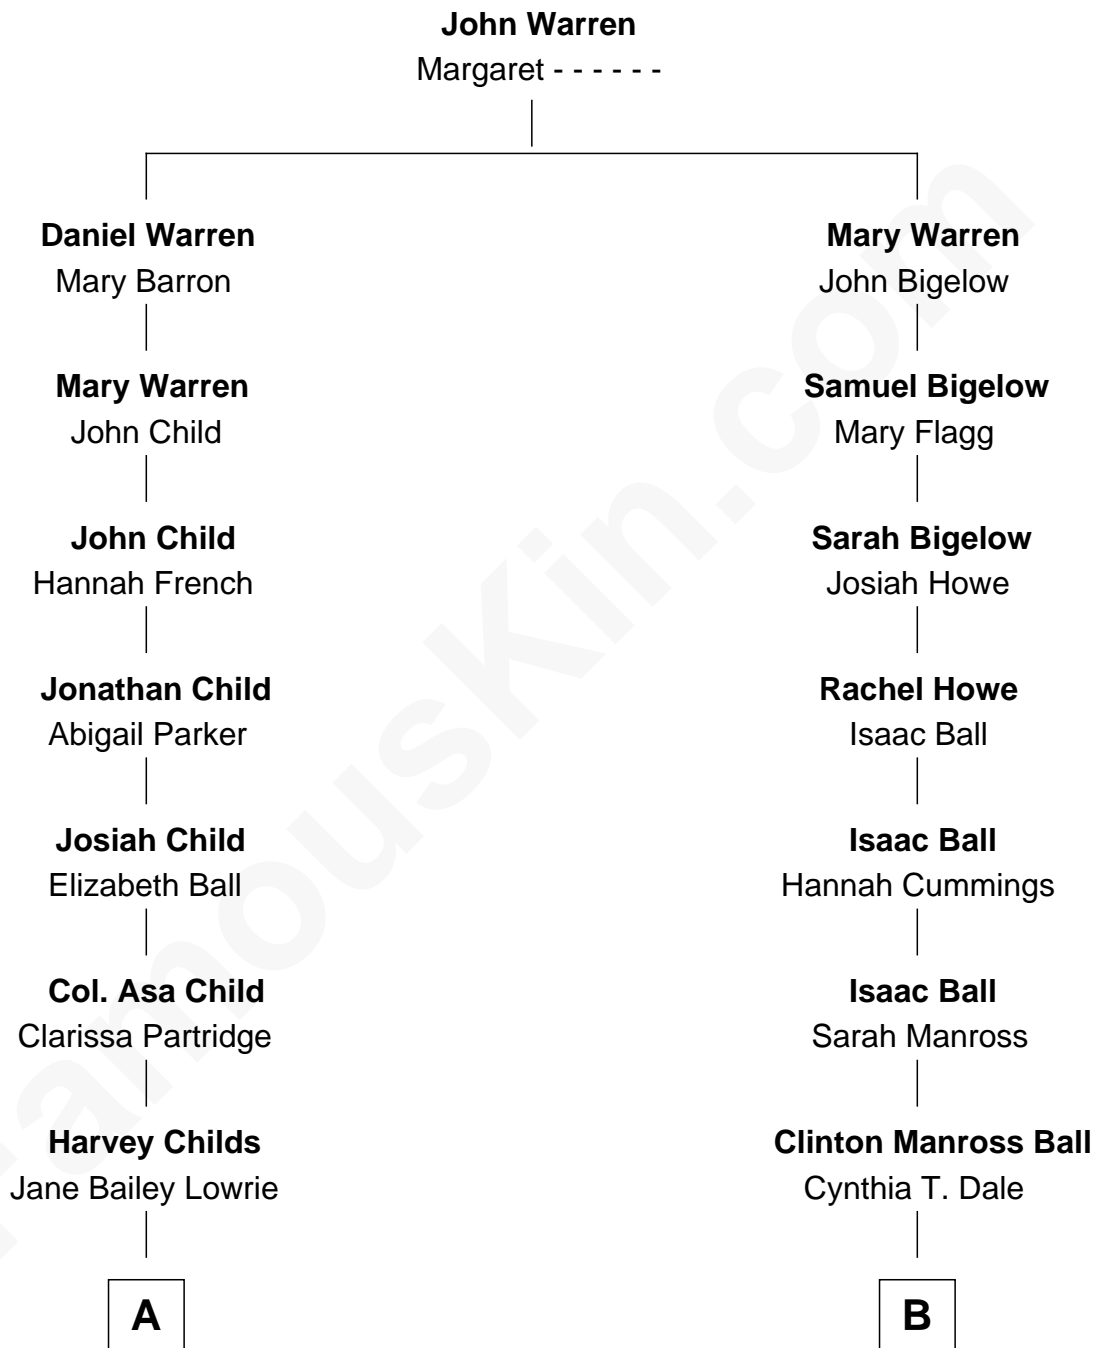 John Warren
Margaret - - - - - -
Daniel Warren
Mary Barron
Mary Warren
John Bigelow
Mary Warren
John Child
Samuel Bigelow
Mary Flagg
John Child
Hannah French
Sarah Bigelow
Josiah Howe
Jonathan Child
Abigail Parker
Rachel Howe
Isaac Ball
Josiah Child
Elizabeth Ball
Isaac Ball
Hannah Cummings
Col. Asa Child
Clarissa Partridge
Isaac Ball
Sarah Manross
Harvey Childs
Jane Bailey Lowrie
Clinton Manross Ball
Cynthia T. Dale
A
B
FamousKin.com